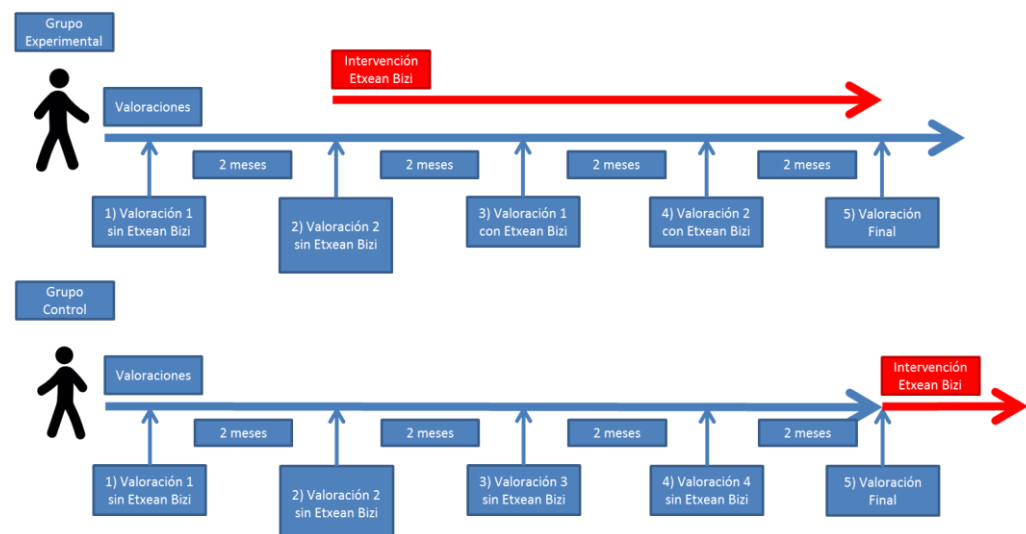 Grupo
Experimental
Intervención
Etxean Bizi
Valoraciones
2 meses
2 meses
2 meses
2 meses
1) Valoración 1
sin Etxean Bizi
2) Valoración 2
sin Etxean Bizi
3) Valoración 1
con Etxean Bizi
4) Valoración 2
con Etxean Bizi
5) Valoración
Final
Grupo
Control
Valoraciones
Intervención
Etxean Bizi
2 meses
2 meses
2 meses
2 meses
1) Valoración 1
sin Etxean Bizi
2) Valoración 2
sin Etxean Bizi
3) Valoración 3
sin Etxean Bizi
4) Valoración 4
sin Etxean Bizi
5) Valoración
Final